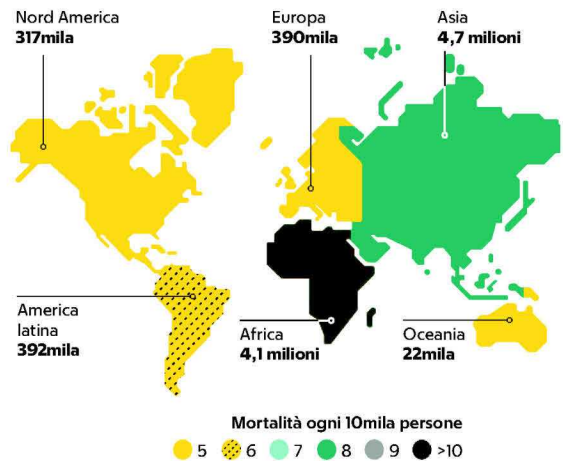 Nord America
317mila
Europa
390mila
Asia
4,7 milioni
America
latina
392mila
Africa
4,1 milioni
Oceania
22mila
Mortalità ogni 10mila persone
5 6 7 8 9 >10